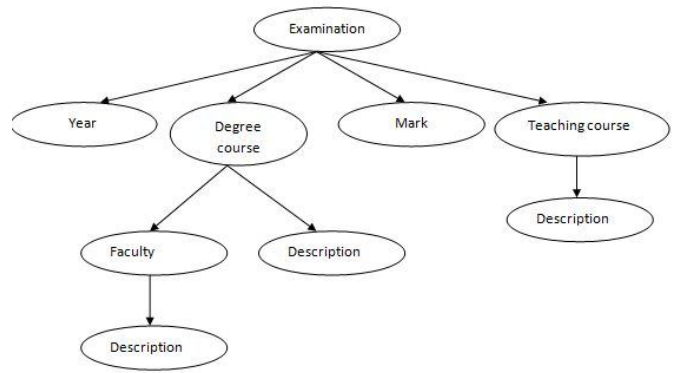 Examination
Year
Degree
course
Mark
Teaching course
Description
Faculty
Description
Description